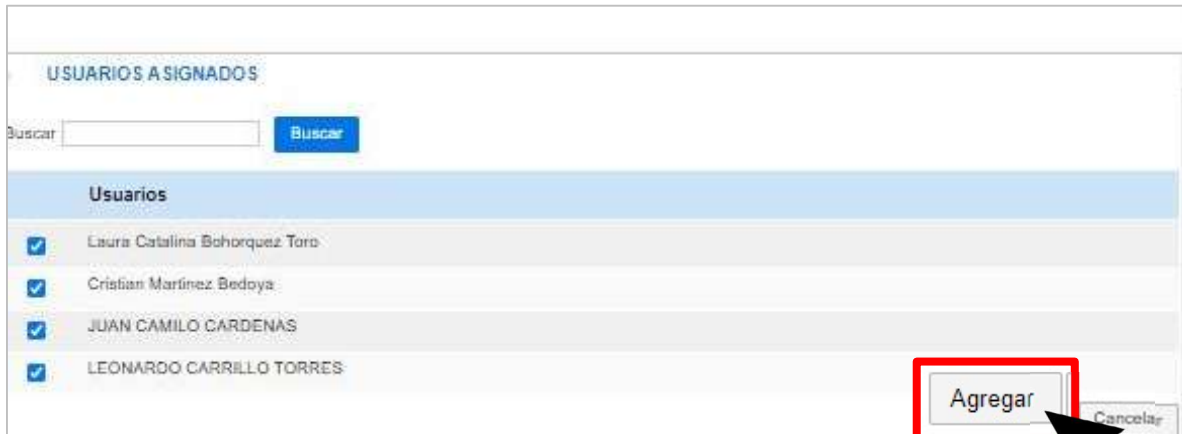 USUARIOS ASIGNADOS
Buscar Buscar
Usuarios
Laura Catalina Bohorquez Toro
Cristian Martinez Bedoya
JUAN CAMILO CARDENAS
LEONARDO CARRILLO TORRES
Agregar
Cancelar